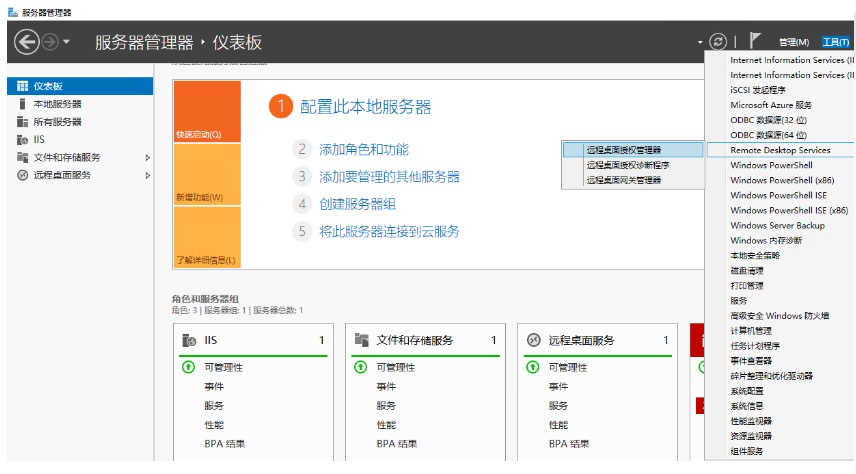 服务器管理器
服务器管理器 · 仪表板
管理(M)
工具(T)
仪表板
本地服务器
所有服务器
IIS
文件和存储服务
远程桌面服务
快速启动(Q)
新增功能(W)
了解详细信息(L)
1 配置此本地服务器
2 添加角色和功能
3 添加要管理的其他服务器
4 创建服务器组
5 将此服务器连接到云服务
远程桌面授权管理器
远程桌面授权诊断程序
远程桌面网关管理器
Internet Information Services (II
Internet Information Services (II
iSCSI 发起程序
Microsoft Azure 服务
ODBC 数据源(32 位)
ODBC 数据源(64 位)
Remote Desktop Services
Windows PowerShell
Windows PowerShell (x86)
Windows PowerShell ISE
Windows PowerShell ISE (x86)
Windows Server Backup
Windows 内存诊断
本地安全策略
磁盘清理
打印管理
服务
高级安全 Windows 防火墙
计算机管理
任务计划程序
事件查看器
碎片整理和优化驱动器
系统配置
系统信息
性能监视器
资源监视器
组件服务
角色和服务器组
角色: 3 | 服务器组: 1 | 服务器总数: 1
IIS 1
可管理性
事件
服务
性能
BPA 结果
文件和存储服务 1
可管理性
事件
服务
性能
BPA 结果
远程桌面服务 1
可管理性
事件
服务
性能
BPA 结果